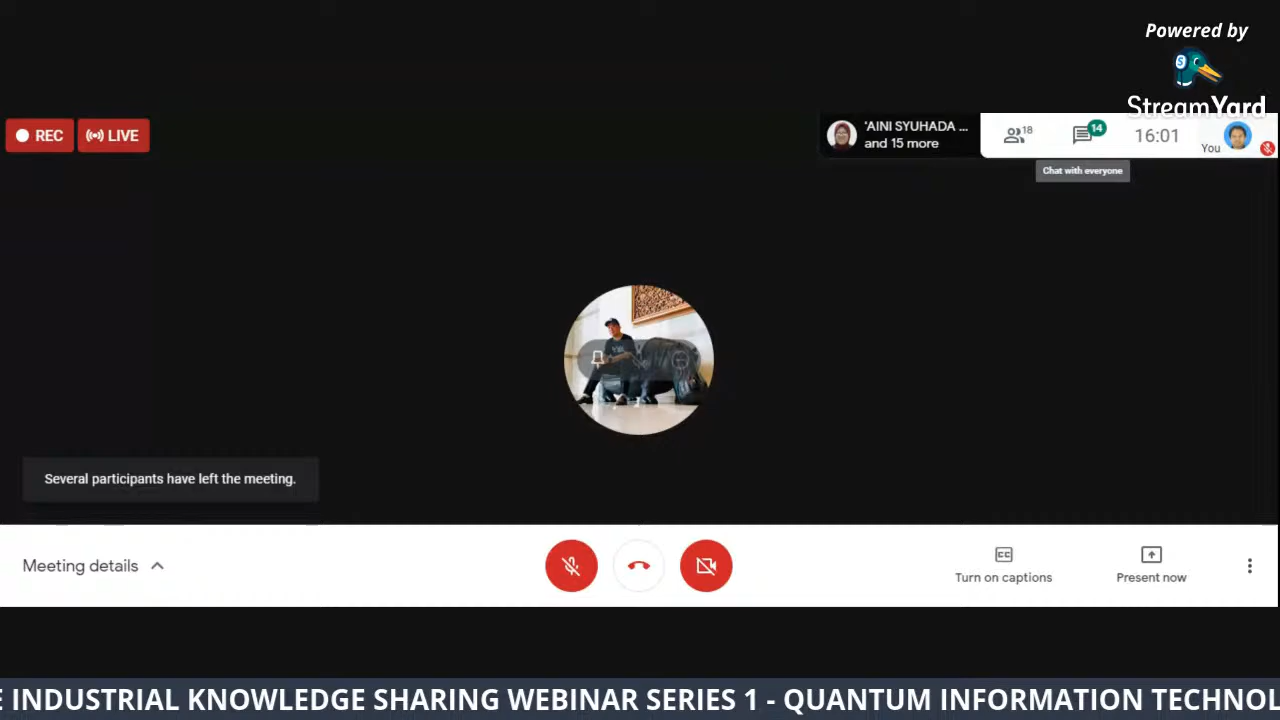 Powered by
StreamYard
REC
LIVE
'AINI SYUHADA ...
and 15 more
18
14
16:01
You
Chat with everyone
Several participants have left the meeting.
Meeting details
CC
Turn on captions
Present now
E INDUSTRIAL KNOWLEDGE SHARING WEBINAR SERIES 1 - QUANTUM INFORMATION TECHNOL